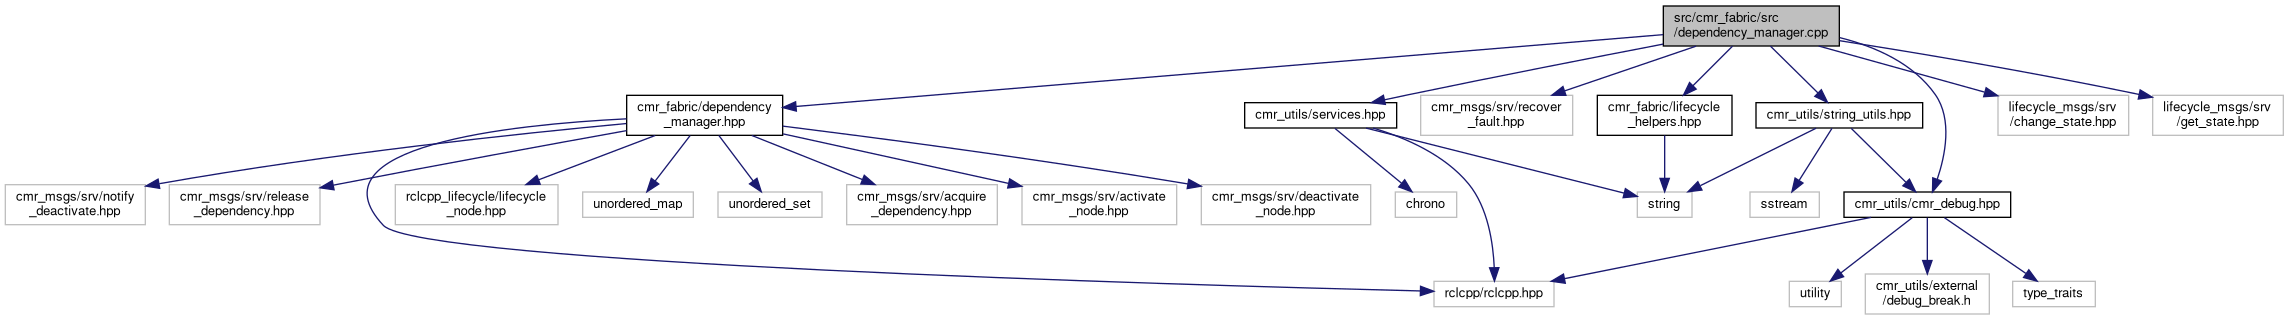 src/cmr_fabric/src
/dependency_manager.cpp
cmr_fabric/dependency
_manager.hpp
cmr_utils/services.hpp
cmr_msgs/srv/recover
_fault.hpp
cmr_fabric/lifecycle
_helpers.hpp
cmr_utils/string_utils.hpp
lifecycle_msgs/srv
/change_state.hpp
lifecycle_msgs/srv
/get_state.hpp
cmr_msgs/srv/notify
_deactivate.hpp
cmr_msgs/srv/release
_dependency.hpp
rclcpp_lifecycle/lifecycle
_node.hpp
unordered_map
unordered_set
cmr_msgs/srv/acquire
_dependency.hpp
cmr_msgs/srv/activate
_node.hpp
cmr_msgs/srv/deactivate
_node.hpp
chrono
string
sstream
cmr_utils/cmr_debug.hpp
rclcpp/rclcpp.hpp
utility
cmr_utils/external
/debug_break.h
type_traits